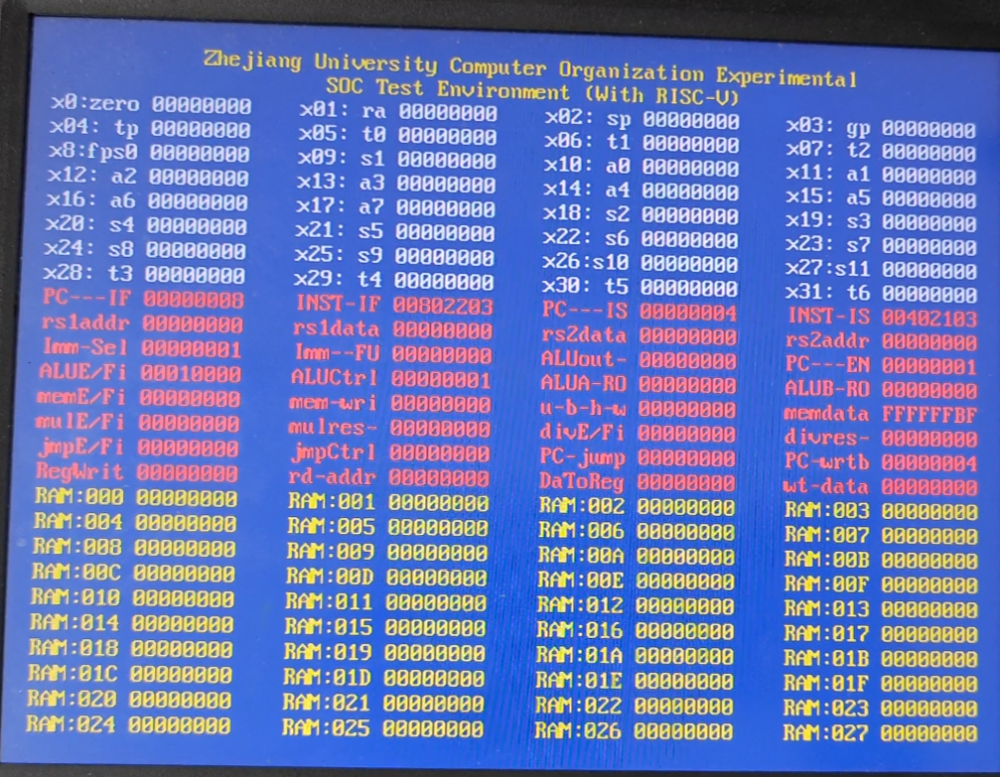 Zhejiang University Computer Organization Experimental
SOC Test Environment (With RISC-V)
x0:zero 00000000 x01: ra 00000000 x02: sp 00000000 x03: gp 00000000
x04: tp 00000000 x05: t0 00000000 x06: t1 00000000 x07: t2 00000000
x8:fps0 00000000 x09: s1 00000000 x10: a0 00000000 x11: a1 00000000
x12: a2 00000000 x13: a3 00000000 x14: a4 00000000 x15: a5 00000000
x16: a6 00000000 x17: a7 00000000 x18: s2 00000000 x19: s3 00000000
x20: s4 00000000 x21: s5 00000000 x22: s6 00000000 x23: s7 00000000
x24: s8 00000000 x25: s9 00000000 x26:s10 00000000 x27:s11 00000000
x28: t3 00000000 x29: t4 00000000 x30: t5 00000000 x31: t6 00000000
PC---IF 00000008 INST-IF 00802203 PC---IS 00000004 INST-IS 00402103
rs1addr 00000000 rs1data 00000000 rs2data 00000000 rs2addr 00000000
Imm-Sel 00000001 Imm--FU 00000000 ALUout- 00000000 PC---EN 00000001
ALUE/Fi 00010000 ALUCtrl 00000001 ALUA-RO 00000000 ALUB-RO 00000000
memE/Fi 00000000 mem-wri 00000000 u-b-h-w 00000000 memdata FFFFFFBF
mulE/Fi 00000000 mulres- 00000000 divE/Fi 00000000 divres- 00000000
jmpE/Fi 00000000 jmpCtrl 00000000 PC-jump 00000000 PC-wrtb 00000004
RegWrit 00000000 rd-addr 00000000 DaToReg 00000000 wt-data 00000000
RAM:000 00000000 RAM:001 00000000 RAM:002 00000000 RAM:003 00000000
RAM:004 00000000 RAM:005 00000000 RAM:006 00000000 RAM:007 00000000
RAM:008 00000000 RAM:009 00000000 RAM:00A 00000000 RAM:00B 00000000
RAM:00C 00000000 RAM:00D 00000000 RAM:00E 00000000 RAM:00F 00000000
RAM:010 00000000 RAM:011 00000000 RAM:012 00000000 RAM:013 00000000
RAM:014 00000000 RAM:015 00000000 RAM:016 00000000 RAM:017 00000000
RAM:018 00000000 RAM:019 00000000 RAM:01A 00000000 RAM:01B 00000000
RAM:01C 00000000 RAM:01D 00000000 RAM:01E 00000000 RAM:01F 00000000
RAM:020 00000000 RAM:021 00000000 RAM:022 00000000 RAM:023 00000000
RAM:024 00000000 RAM:025 00000000 RAM:026 00000000 RAM:027 00000000